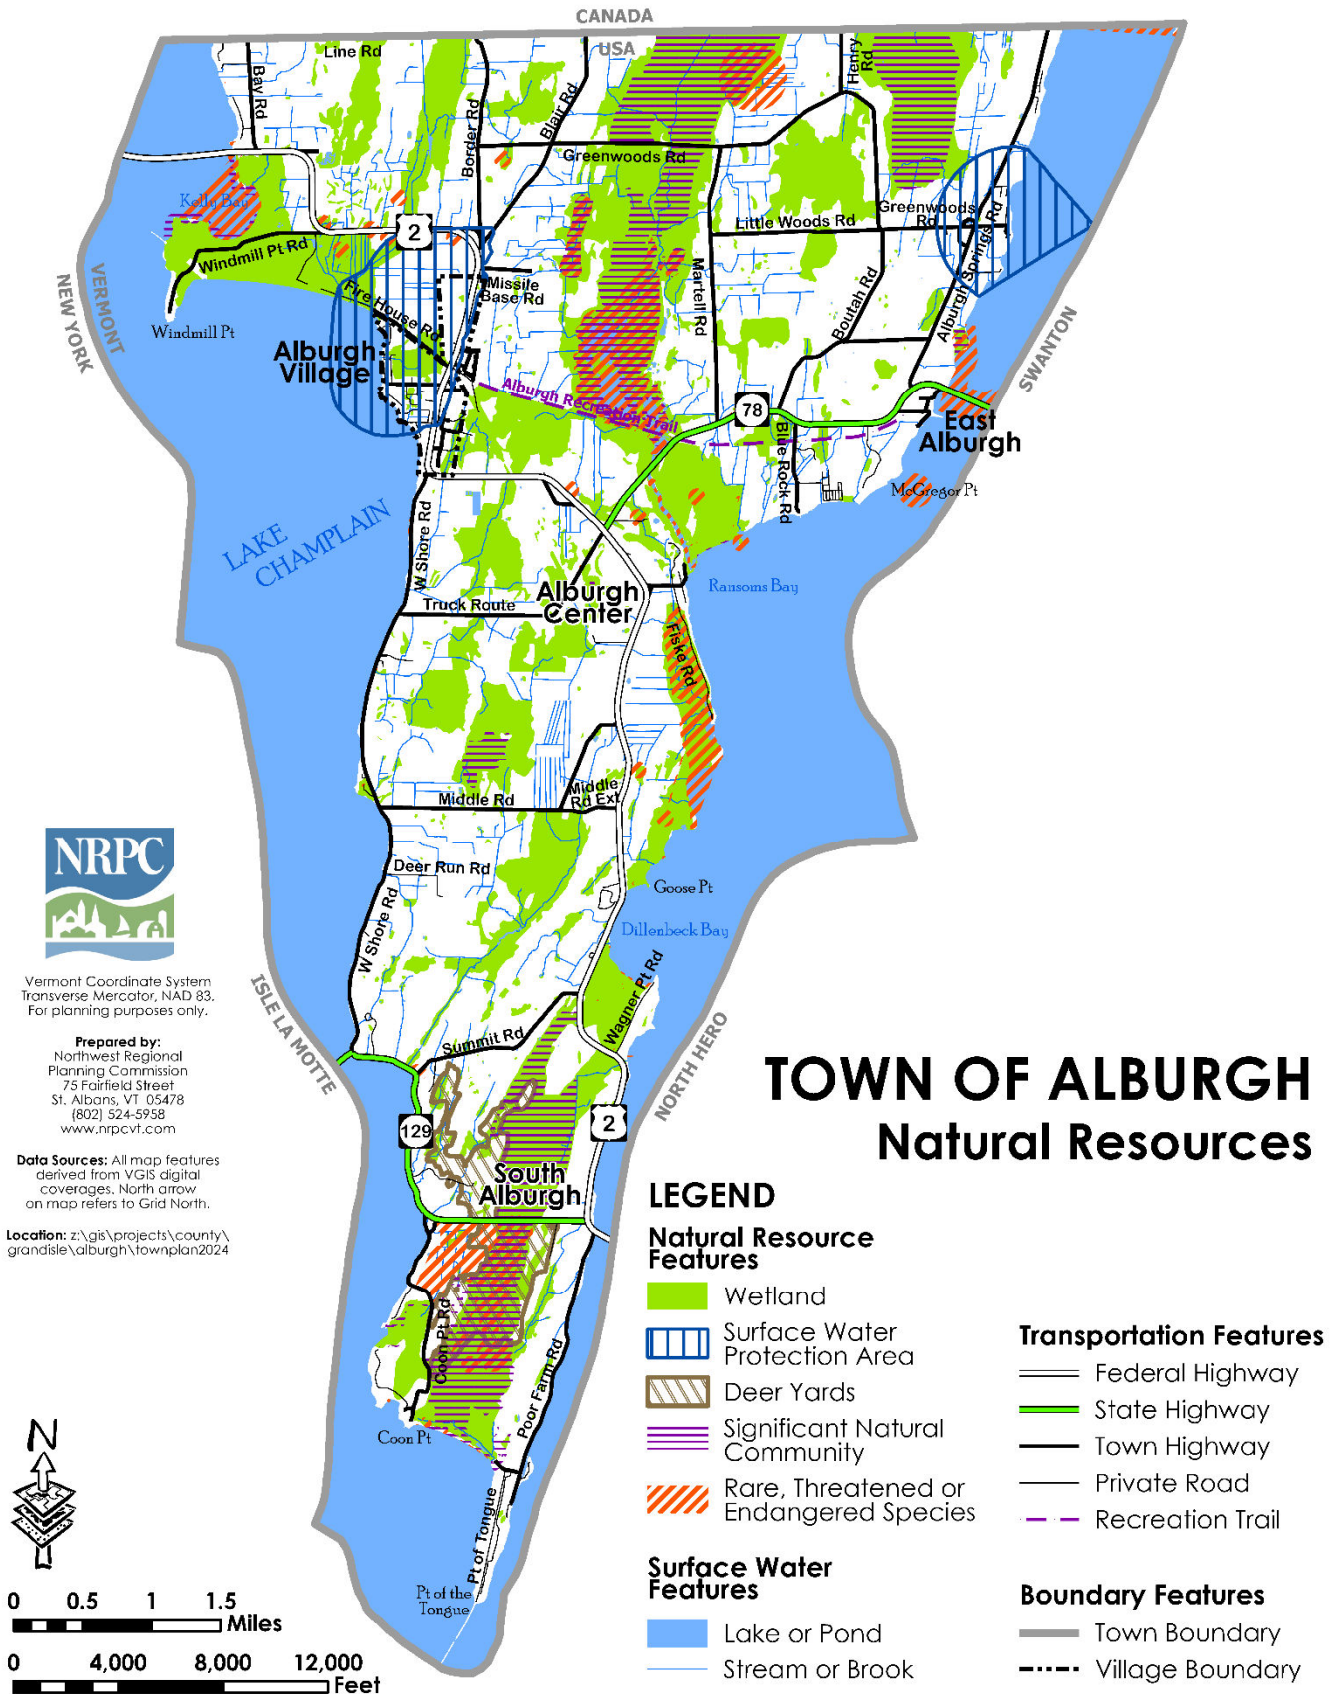 CANADA
USA
Line Rd
Bay Rd
Border Rd
Blair Rd
Henry
Rd
Greenwoods Rd
Kelly Bay
2
Windmill Pt Rd
Little Woods Rd
Greenwoods
Rd
Alburgh Springs Rd
Martell Rd
Boutah Rd
Missile
Base Rd
Fire House Rd
VERMONT
NEW YORK
Windmill Pt
Alburgh
Village
SWANTON
Alburgh Recreation Trail
78
Blue Rock Rd
East
Alburgh
McGregor Pt
LAKE
CHAMPLAIN
W Shore Rd
Ransoms Bay
Alburgh
Center
Truck Route
Fiske Rd
Middle Rd
Middle
Rd Ext
Deer Run Rd
W Shore Rd
Goose Pt
Dillenbeck Bay
Wagner Pt Rd
Summit Rd
ISLE LA MOTTE
NORTH HERO
129
2
South
Alburgh
Coon Pt Rd
Poor Farm Rd
Coon Pt
Pt of Tongue
Pt of the
Tongue
NRPC
Vermont Coordinate System
Transverse Mercator, NAD 83.
For planning purposes only.
Prepared by:
Northwest Regional
Planning Commission
75 Fairfield Street
St. Albans, VT 05478
(802) 524-5958
www.nrpcvt.com
Data Sources: All map features
derived from VGIS digital
coverages. North arrow
on map refers to Grid North.
Location: z:\gis\projects\county\
grandisle\alburgh\townplan2024
N
0 0.5 1 1.5
Miles
0 4,000 8,000 12,000
Feet
TOWN OF ALBURGH
Natural Resources
LEGEND
Natural Resource
Features
Wetland
Surface Water
Protection Area
Deer Yards
Significant Natural
Community
Rare, Threatened or
Endangered Species
Surface Water
Features
Lake or Pond
Stream or Brook
Transportation Features
Federal Highway
State Highway
Town Highway
Private Road
Recreation Trail
Boundary Features
Town Boundary
Village Boundary